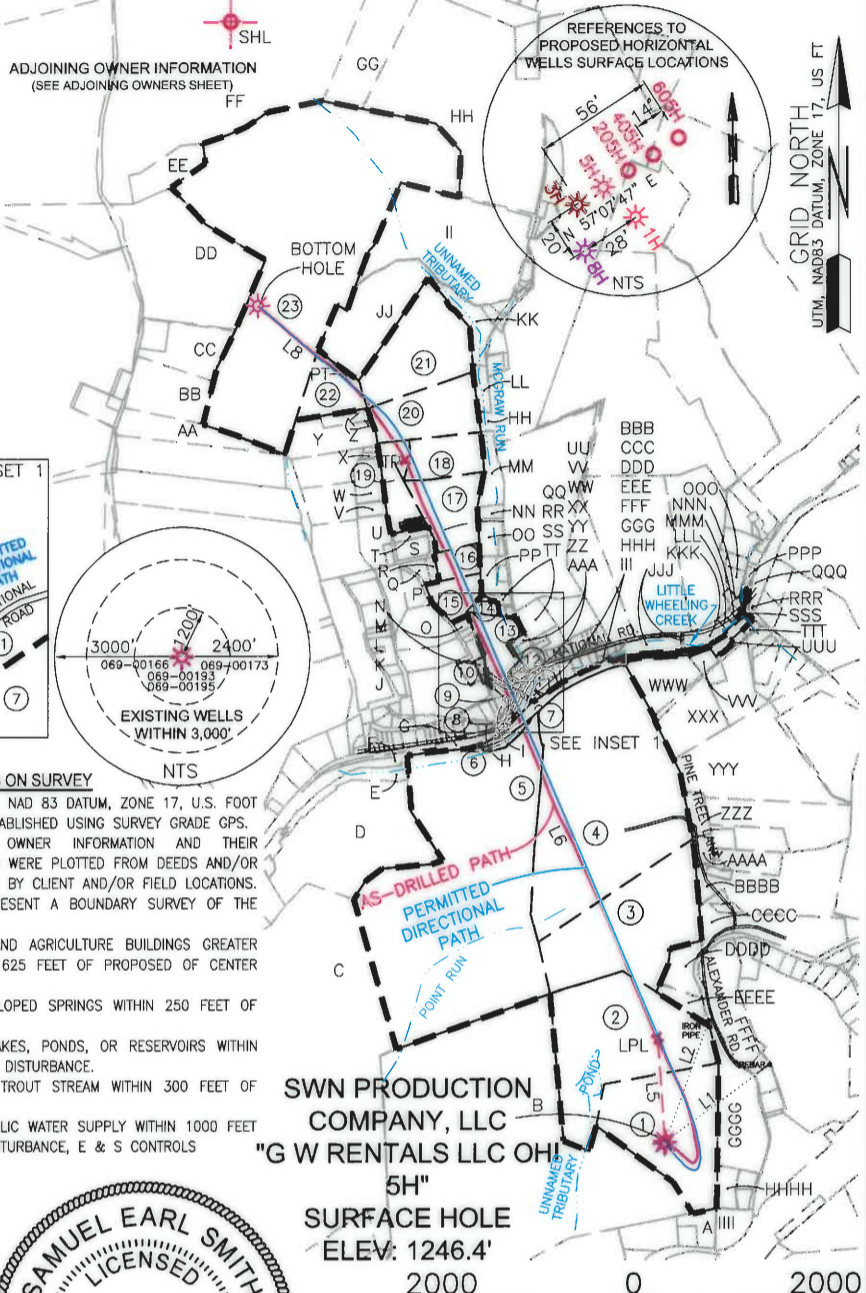 SHL
ADJOINING OWNER INFORMATION
(SEE ADJOINING OWNERS SHEET)
REFERENCES TO
PROPOSED HORIZONTAL
WELLS SURFACE LOCATIONS
56'
14'
605H
405H
205H
5H
3H
N 57°07'47" E
20'
28'
1H
8H
NTS
GRID NORTH
UTM, NAD83 DATUM, ZONE 17, US FT
N
GG
FF
HH
EE
DD
II
BOTTOM
HOLE
UNNAMED
TRIBUTARY
23
JJ
KK
L8
CC
PT
21
22
LL
BB
AA
20
HH
MCGRAW RUN
Y
Z
X
19
18
MM
W
V
17
NN
OO
PP
QQ
RR
SS
TT
UU
VV
WW
XX
YY
ZZ
AAA
BBB
CCC
DDD
EEE
FFF
GGG
HHH
III
JJJ
OOO
NNN
MMM
LLL
KKK
PPP
QQQ
RRR
SSS
TTT
UUU
LITTLE
WHEELING
CREEK
NATIONAL RD
U
T
S
R
Q
P
16
15
14
13
O
N
M
K
J
10
9
8
G
7
SEE INSET 1
H
6
F
E
5
D
WWW
VVV
XXX
YYY
PINE TREE LANE
ZZZ
AAAA
BBBB
CCCC
DDDD
EEEE
FFFF
ALEXANDER RD
4
L6
AS-DRILLED PATH
PERMITTED
DIRECTIONAL
PATH
3
C
POINT RUN
2
LPL
IRON
PIPE
L2
REBAR
L1
L5
POND
B
1
GGGG
HHHH
A
IIII
UNNAMED
TRIBUTARY
SET 1
TTED
TIONAL
TH
TIONAL
ROAD
1
7
1200'
3000'
2400'
069-00166
069-00173
069-00193
069-00195
EXISTING WELLS
WITHIN 3,000'
NTS
S ON SURVEY
NAD 83 DATUM, ZONE 17, U.S. FOOT
ABLISHED USING SURVEY GRADE GPS.
OWNER INFORMATION AND THEIR
WERE PLOTTED FROM DEEDS AND/OR
BY CLIENT AND/OR FIELD LOCATIONS.
RESENT A BOUNDARY SURVEY OF THE
ND AGRICULTURE BUILDINGS GREATER
625 FEET OF PROPOSED OF CENTER
LOPED SPRINGS WITHIN 250 FEET OF
AKES, PONDS, OR RESERVOIRS WITHIN
DISTURBANCE.
TROUT STREAM WITHIN 300 FEET OF
LIC WATER SUPPLY WITHIN 1000 FEET
TURBANCE, E & S CONTROLS
SWN PRODUCTION
COMPANY, LLC
"G W RENTALS LLC OHI
5H"
SURFACE HOLE
ELEV: 1246.4'
SAMUEL EARL SMITH
LICENSED
2000
0
2000